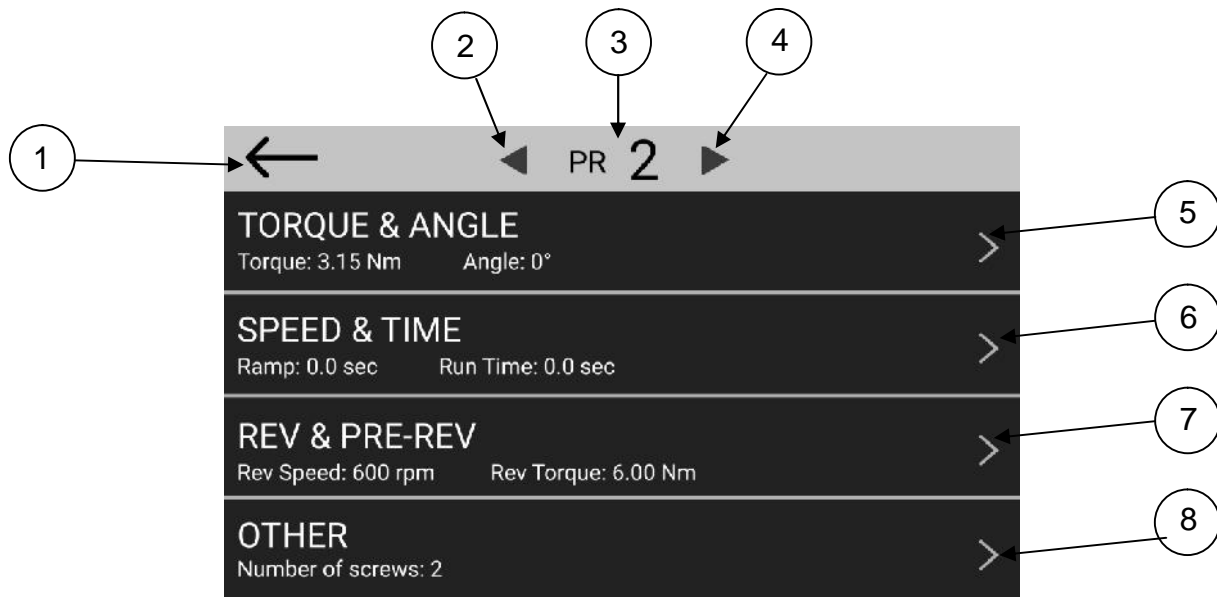 2
3
4
1
PR 2
TORQUE & ANGLE
Torque: 3.15 Nm Angle: 0°
5
SPEED & TIME
Ramp: 0.0 sec Run Time: 0.0 sec
6
REV & PRE-REV
Rev Speed: 600 rpm Rev Torque: 6.00 Nm
7
OTHER
Number of screws: 2
8